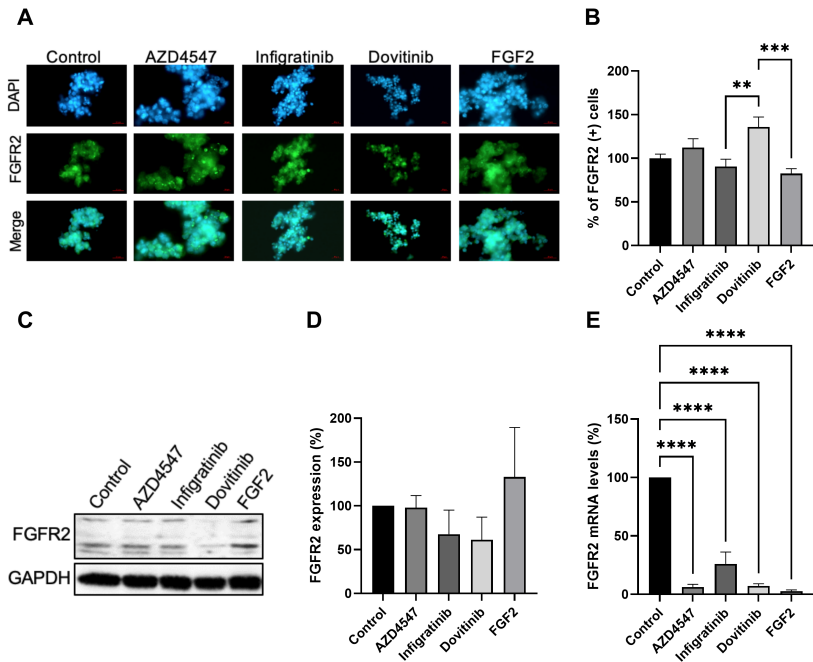 A
Control
AZD4547
Infigratinib
Dovitinib
FGF2
DAPI
FGFR2
Merge
B
% of FGFR2 (+) cells
200
150
100
50
0
**
***
Control
AZD4547
Infigratinib
Dovitinib
FGF2
C
Control
AZD4547
Infigratinib
Dovitinib
FGF2
FGFR2
GAPDH
D
FGFR2 expression (%)
200
150
100
50
0
Control
AZD4547
Infigratinib
Dovitinib
FGF2
E
FGFR2 mRNA levels (%)
150
100
50
0
****
****
****
****
Control
AZD4547
Infigratinib
Dovitinib
FGF2